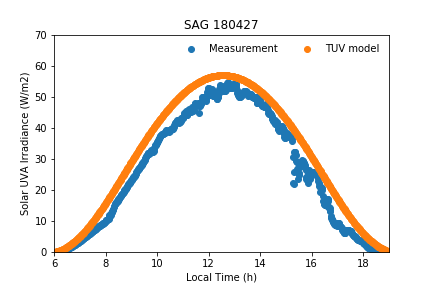 SAG 180427
Measurement TUV model
70
60
50
40
30
20
10
0
Solar UVA Irradiance (W/m2)
6 8 10 12 14 16 18
Local Time (h)